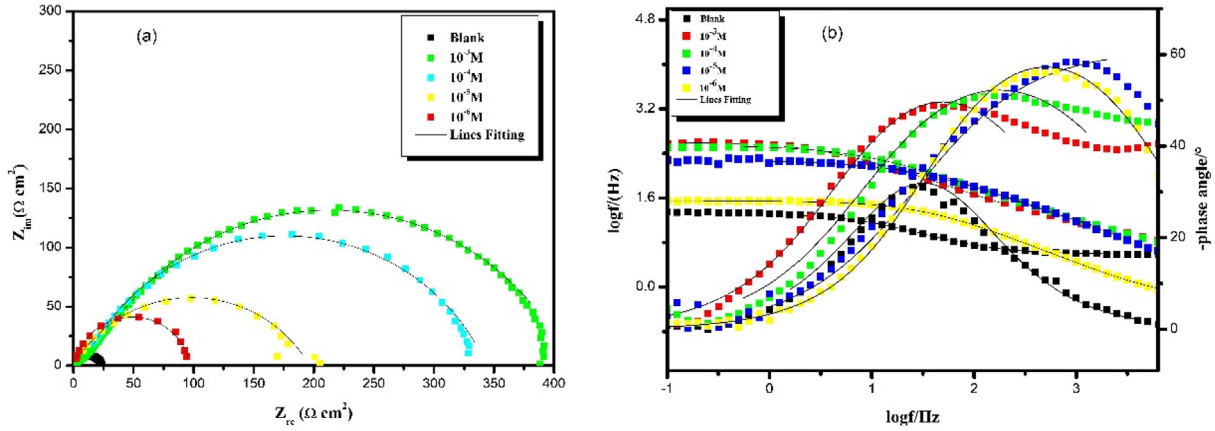 (a)
Blank
10⁻³M
10⁻⁴M
10⁻⁵M
10⁻⁶M
Lines Fitting
300
250
200
150
100
50
0
0 50 100 150 200 250 300 350 400
Zim(Ω cm²)
Zre (Ω cm²)
(b)
Blank
10⁻³M
10⁻⁴M
10⁻⁵M
10⁻⁶M
Lines Fitting
4.8
3.2
1.6
0.0
logf/(Hz)
60
40
20
0
-phase angle/°
-1 0 1 2 3
logf/Hz